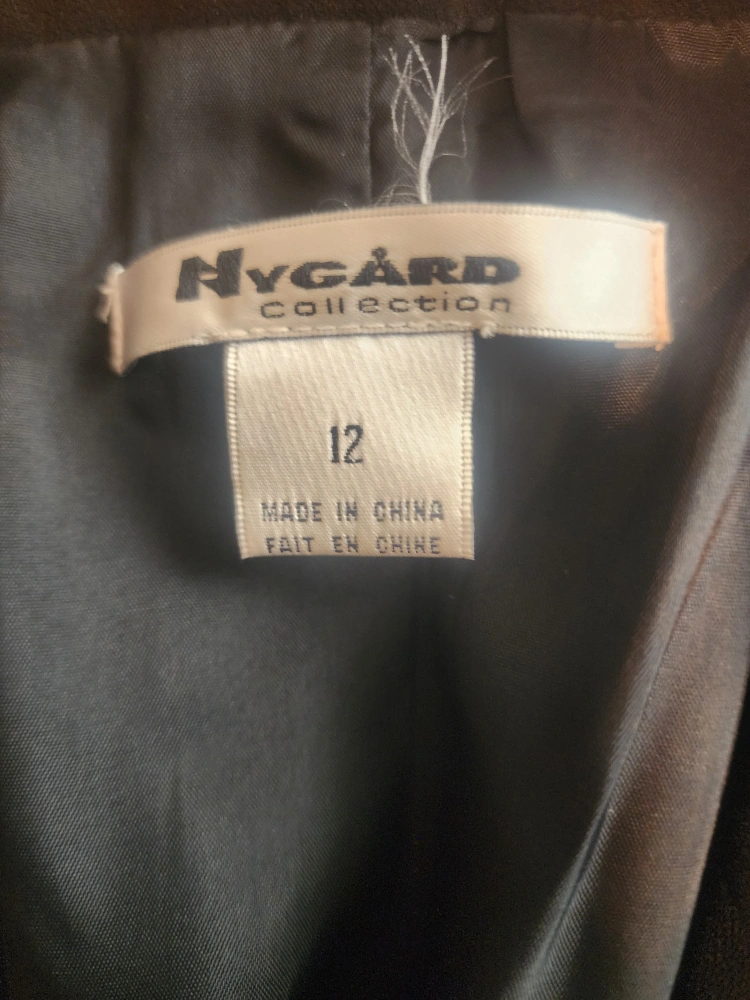 NYGÅRD
Collection
12
MADE IN CHINA
FAIT EN CHINE